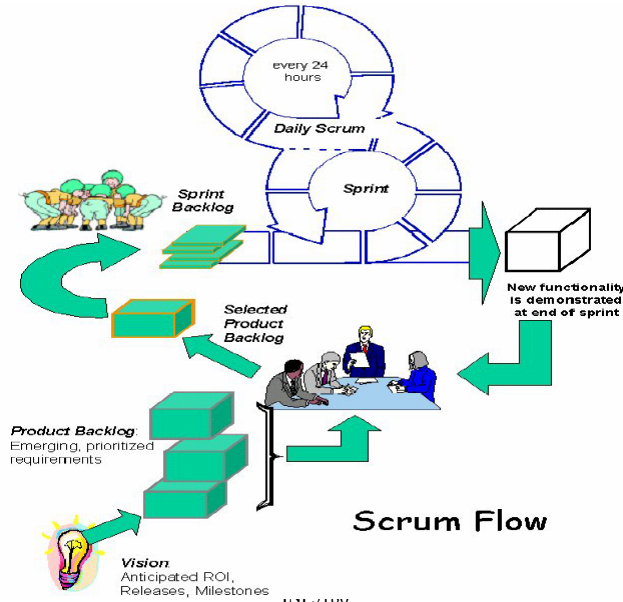 every 24
hours
Daily Scrum
Sprint
Sprint
Backlog
New functionality
is demonstrated
at end of sprint
Selected
Product
Backlog
Product Backlog:
Emerging, prioritized
requirements
Scrum Flow
Vision
Anticipated ROI,
Releases, Milestones